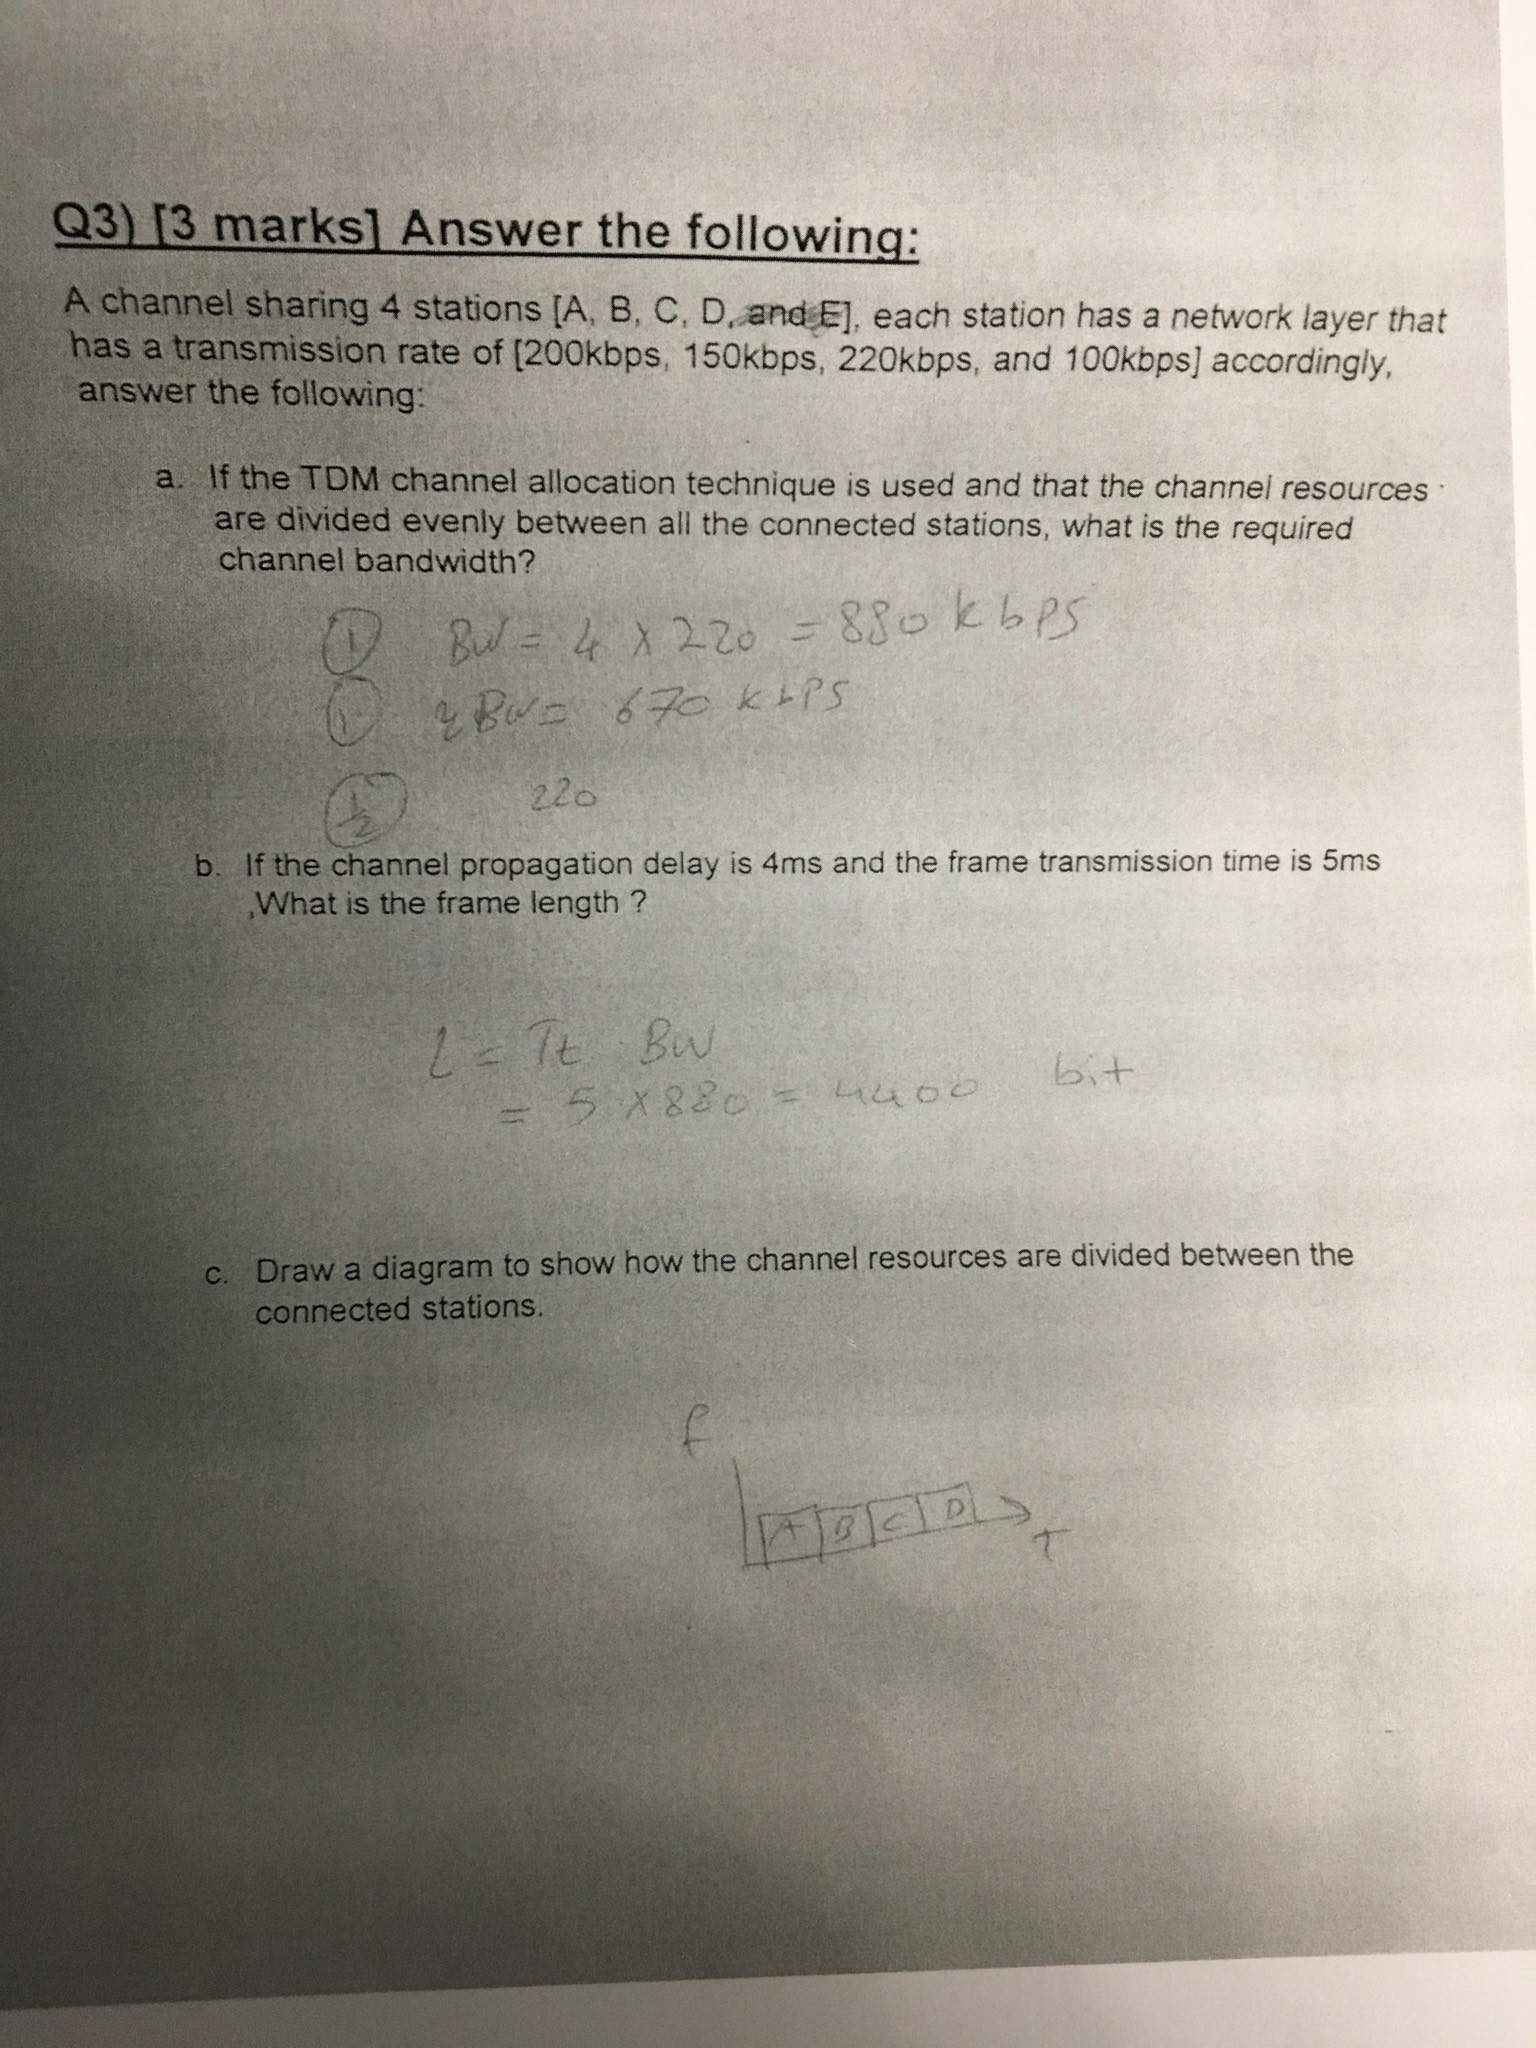 Q3) [3 marks] Answer the following:
A channel sharing 4 stations [A, B, C, D, and E], each station has a network layer that
has a transmission rate of [200kbps, 150kbps, 220kbps, and 100kbps] accordingly,
answer the following:
a. If the TDM channel allocation technique is used and that the channel resources
are divided evenly between all the connected stations, what is the required
channel bandwidth?
1 BW = 4 x 220 = 880 kbps
1 BW = 670 kbps
1/2 220
b. If the channel propagation delay is 4ms and the frame transmission time is 5ms
,What is the frame length ?
L = Tt BW
= 5 x 880 = 4400 bit
c. Draw a diagram to show how the channel resources are divided between the
connected stations.
f
A B C D
T